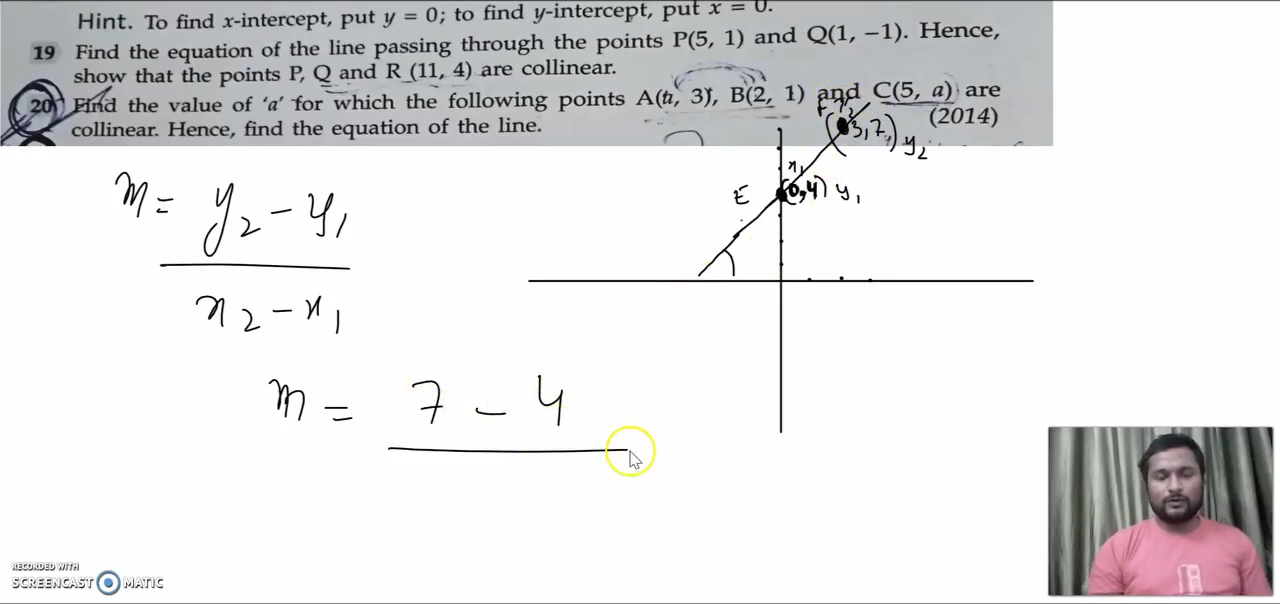 Hint. To find x-intercept, put y = 0; to find y-intercept, put x = 0.
19 Find the equation of the line passing through the points P(5, 1) and Q(1, −1). Hence,
show that the points P, Q and R (11, 4) are collinear.
20 Find the value of 'a' for which the following points A(a, 3), B(2, 1) and C(5, a) are
collinear. Hence, find the equation of the line. (2014)
F x₂
(3,7) y₂
x₁
E (0,4) y₁
m = y₂ − y₁
x₂ − x₁
m = 7 − 4
RECORDED WITH
SCREENCAST MATIC